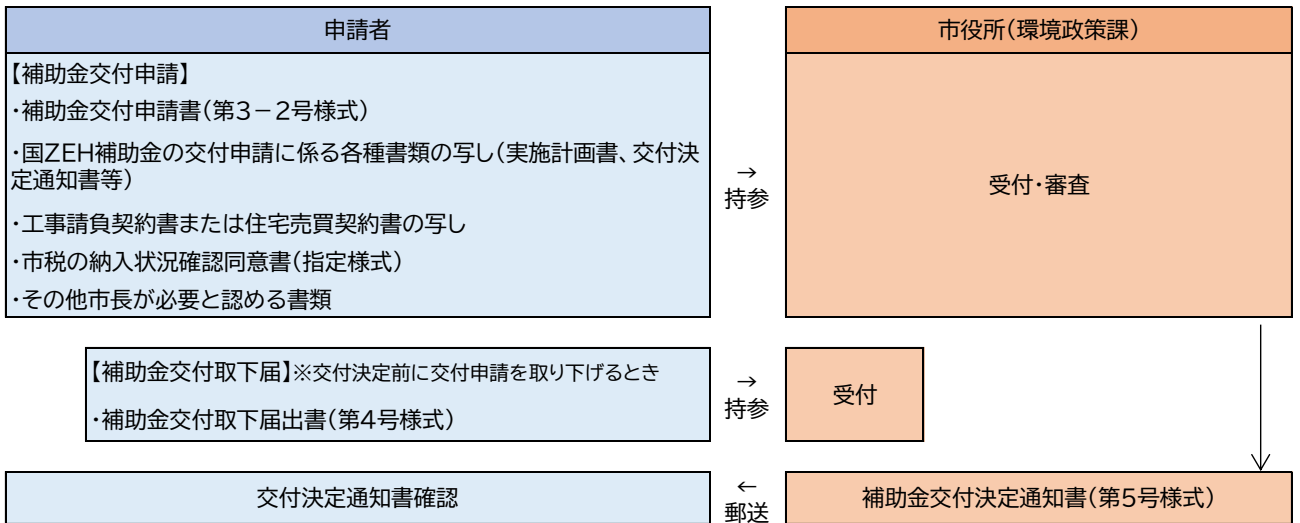 申請者
市役所(環境政策課)
【補助金交付申請】
・補助金交付申請書(第3-2号様式)
・国ZEH補助金の交付申請に係る各種書類の写し(実施計画書、交付決
定通知書等)
・工事請負契約書または住宅売買契約書の写し
・市税の納入状況確認同意書(指定様式)
・その他市長が必要と認める書類
→
持参
受付・審査
【補助金交付取下届】※交付決定前に交付申請を取り下げるとき
・補助金交付取下届出書(第4号様式)
→
持参
受付
交付決定通知書確認
←
郵送
補助金交付決定通知書(第5号様式)